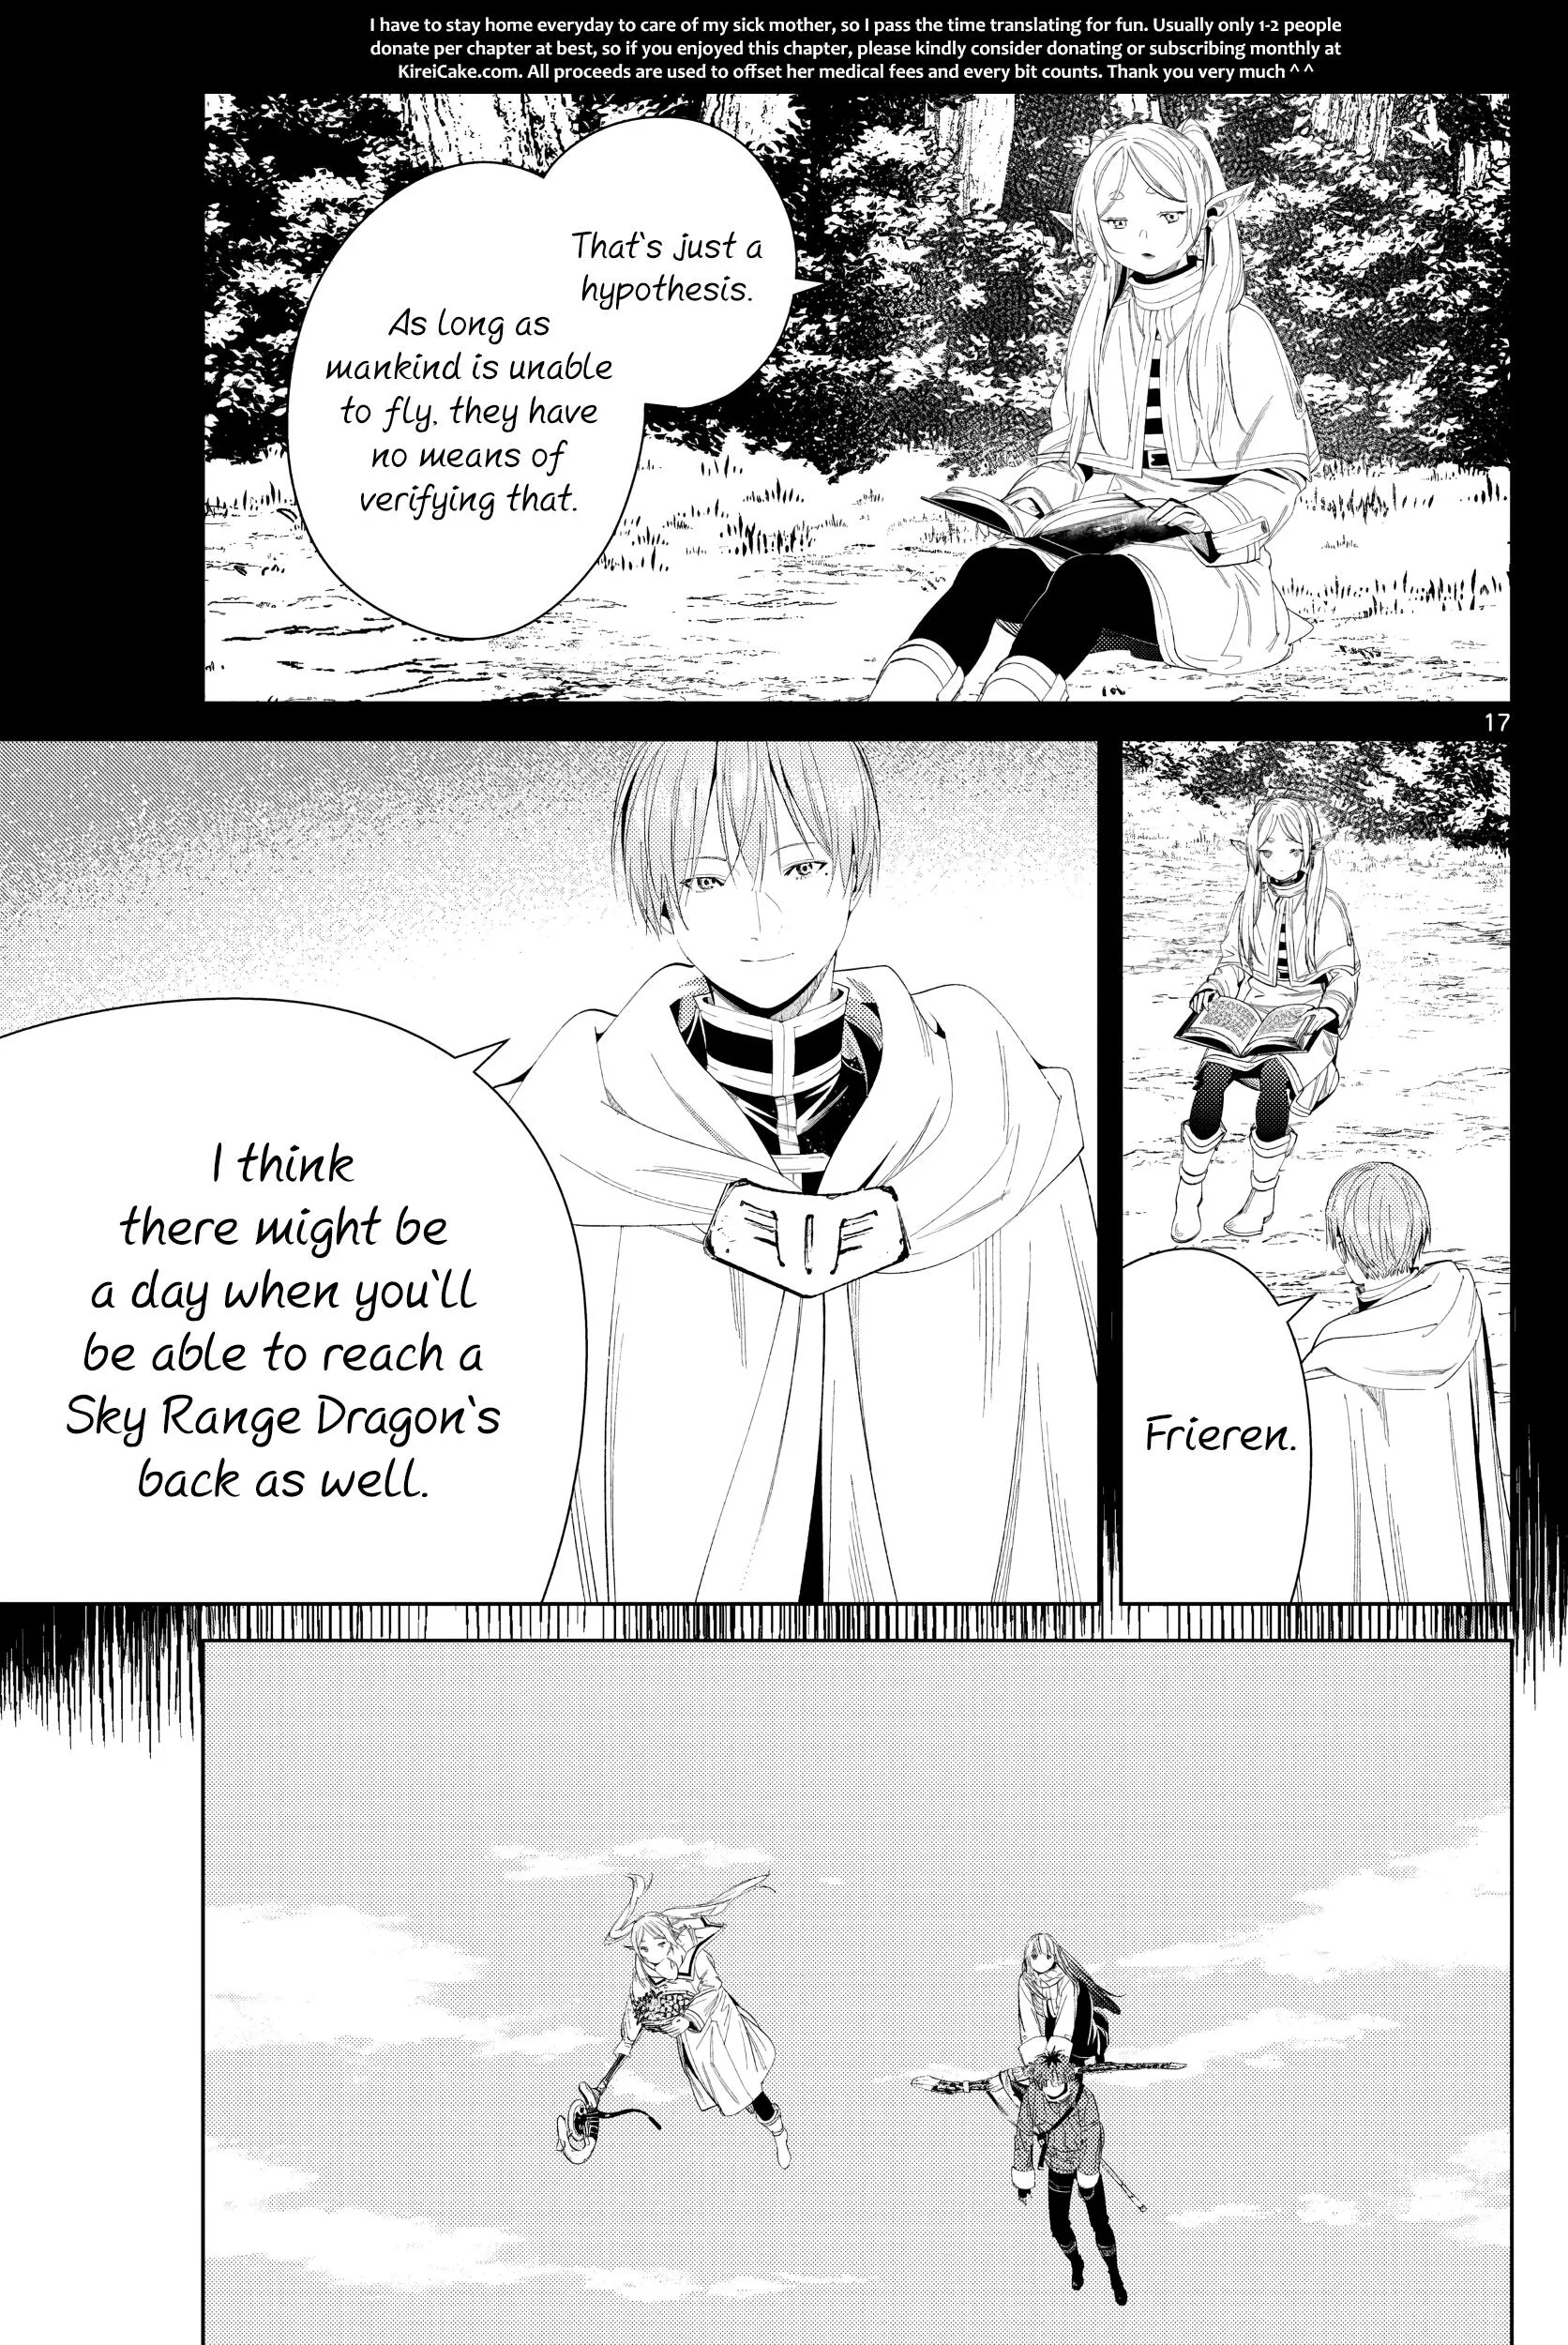 I have to stay home everyday to care of my sick mother, so I pass the time translating for fun. Usually only 1-2 people
donate per chapter at best, so if you enjoyed this chapter, please kindly consider donating or subscribing monthly at
KireiCake.com. All proceeds are used to offset her medical fees and every bit counts. Thank you very much ^ ^
That's just a
hypothesis.
As long as
mankind is unable
to fly, they have
no means of
verifying that.
17
Frieren.
I think
there might be
a day when you'll
be able to reach a
Sky Range Dragon's
back as well.